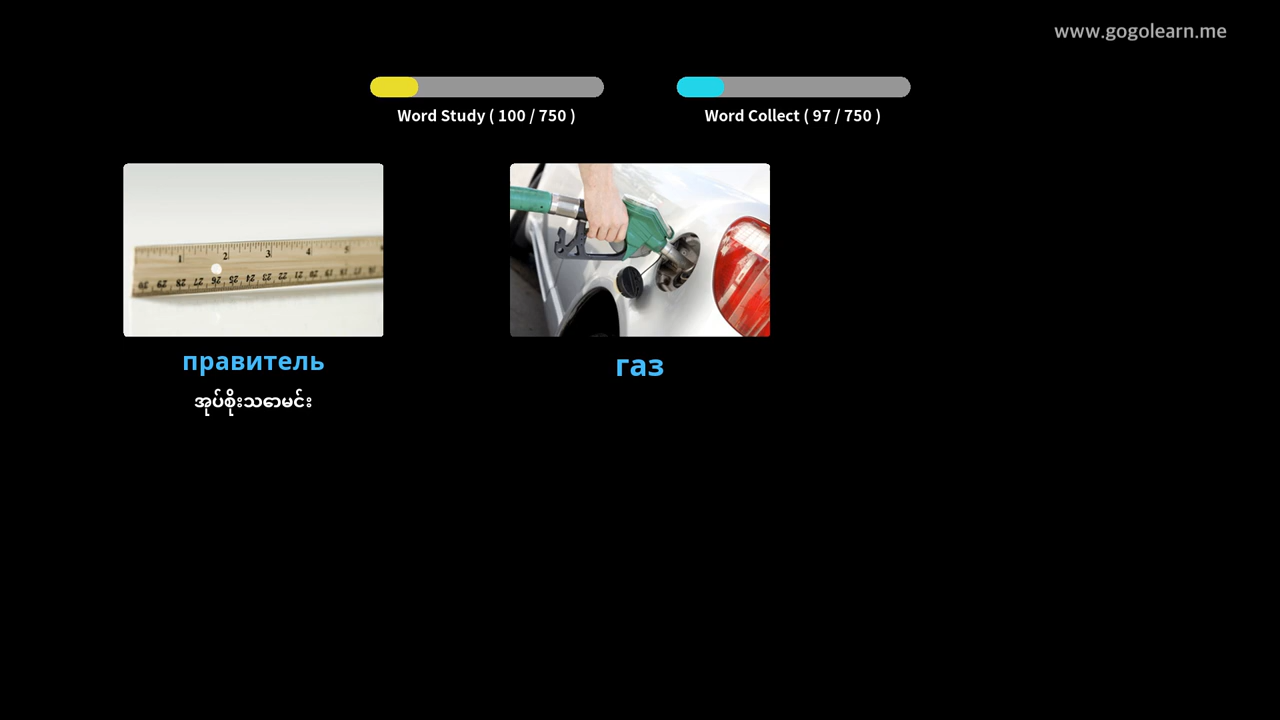 www.gogolearn.me
Word Study ( 100 / 750 )
Word Collect ( 97 / 750 )
правитель
အုပ်စိုးသောမင်း
газ